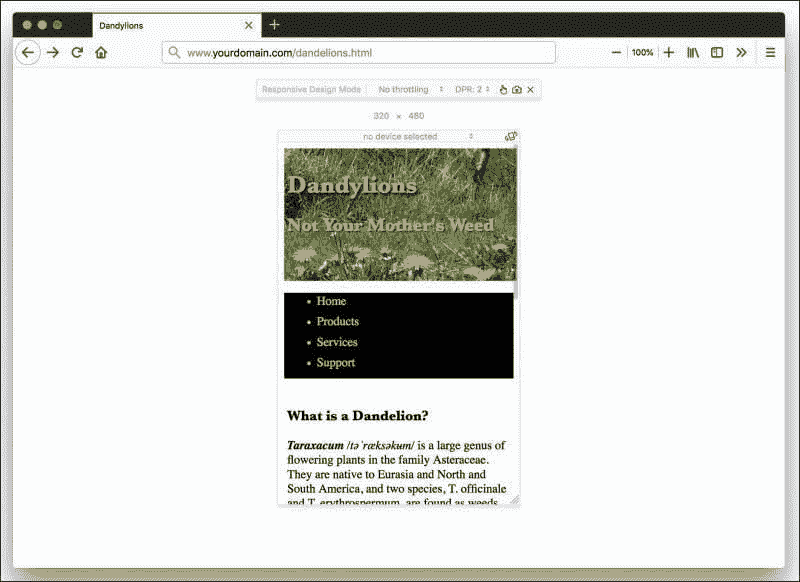 Dandylions
www.yourdomain.com/dandelions.html
100%
Responsive Design Mode No throttling DPR: 2
320 × 480
no device selected
Dandylions
Not Your Mother's Weed
Home
Products
Services
Support
What is a Dandelion?
Taraxacum /təˈræksəkʊm/ is a large genus of
flowering plants in the family Asteraceae.
They are native to Eurasia and North and
South America, and two species, T. officinale
and T. erythrospermum, are found as weeds